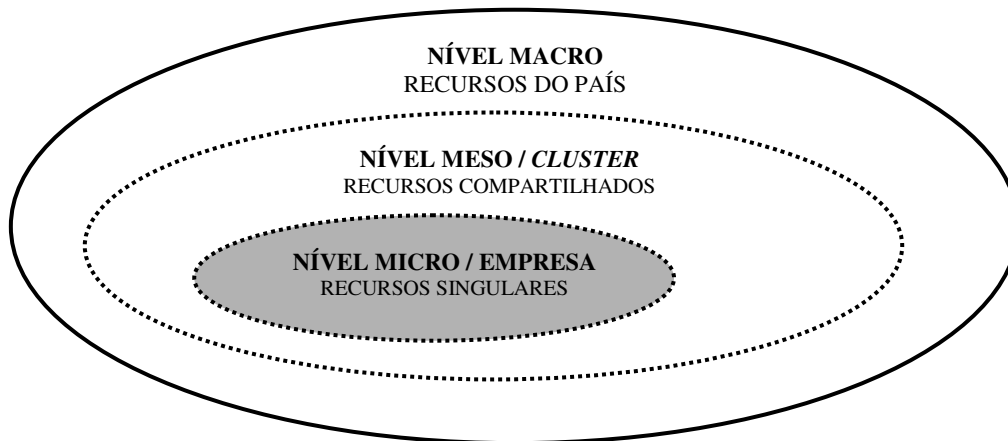 NÍVEL MACRO
RECURSOS DO PAÍS
NÍVEL MESO / CLUSTER
RECURSOS COMPARTILHADOS
NÍVEL MICRO / EMPRESA
RECURSOS SINGULARES